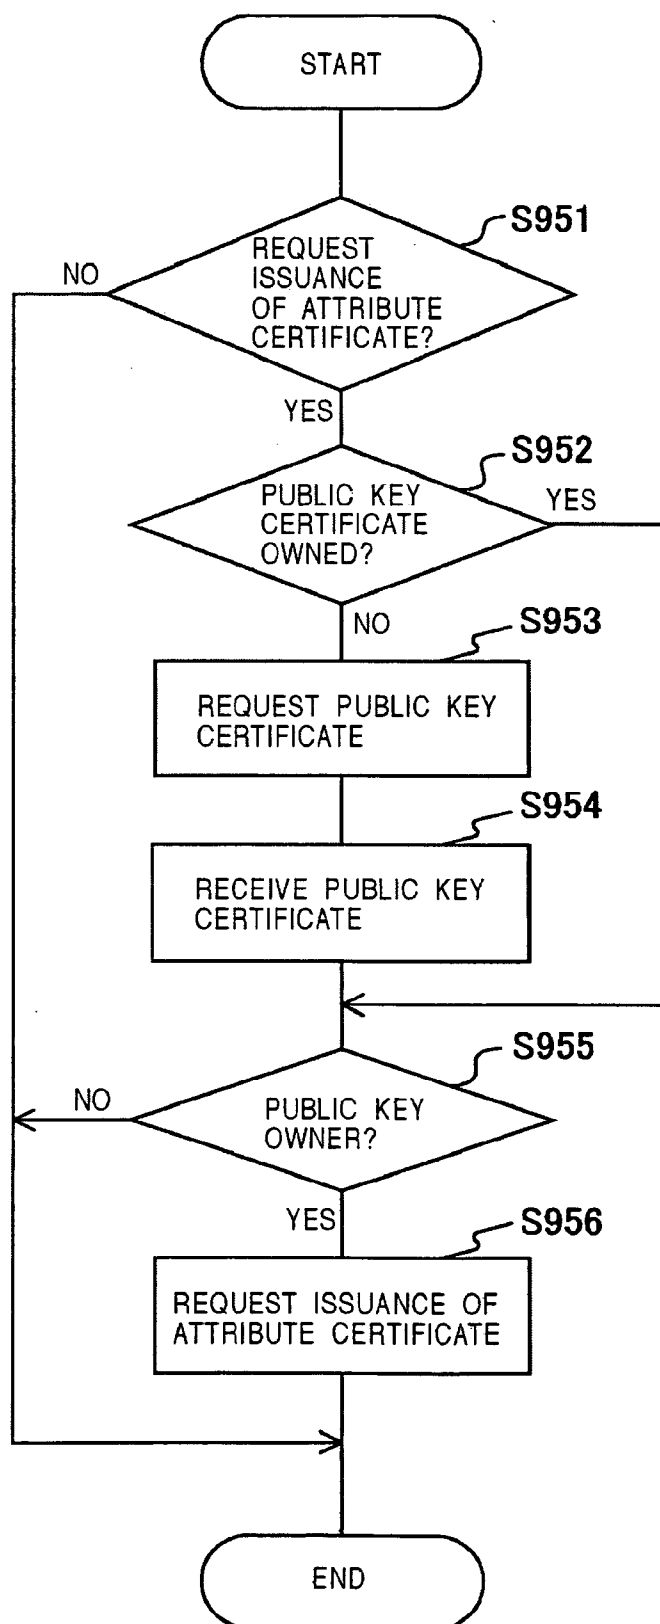 START
S951
REQUEST
ISSUANCE
OF ATTRIBUTE
CERTIFICATE?
NO
YES
S952
PUBLIC KEY
CERTIFICATE
OWNED?
YES
NO
S953
REQUEST PUBLIC KEY
CERTIFICATE
S954
RECEIVE PUBLIC KEY
CERTIFICATE
S955
PUBLIC KEY
OWNER?
NO
YES
S956
REQUEST ISSUANCE OF
ATTRIBUTE CERTIFICATE
END